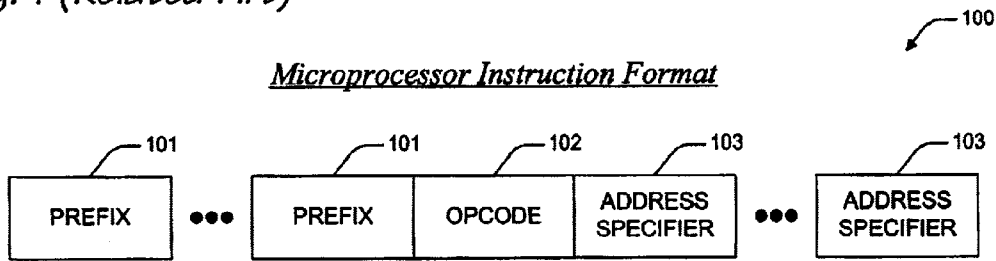 100
Microprocessor Instruction Format
101 101 102 103 103
PREFIX ●●● PREFIX OPCODE ADDRESS SPECIFIER ●●● ADDRESS SPECIFIER